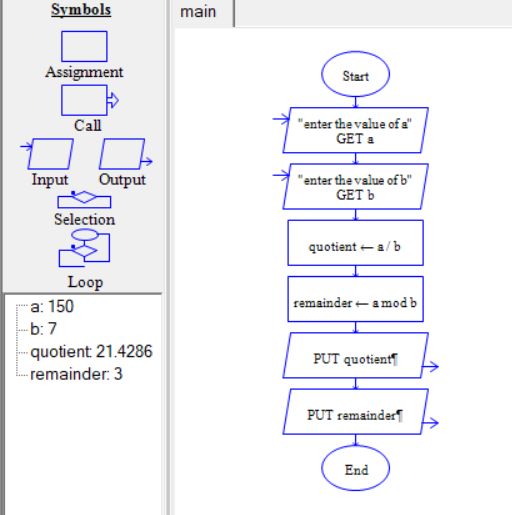 Symbols
Assignment
Call
Input Output
Selection
Loop
a: 150
b: 7
quotient: 21.4286
remainder: 3
main
Start
"enter the value of a"
GET a
"enter the value of b"
GET b
quotient ← a / b
remainder ← a mod b
PUT quotient¶
PUT remainder¶
End